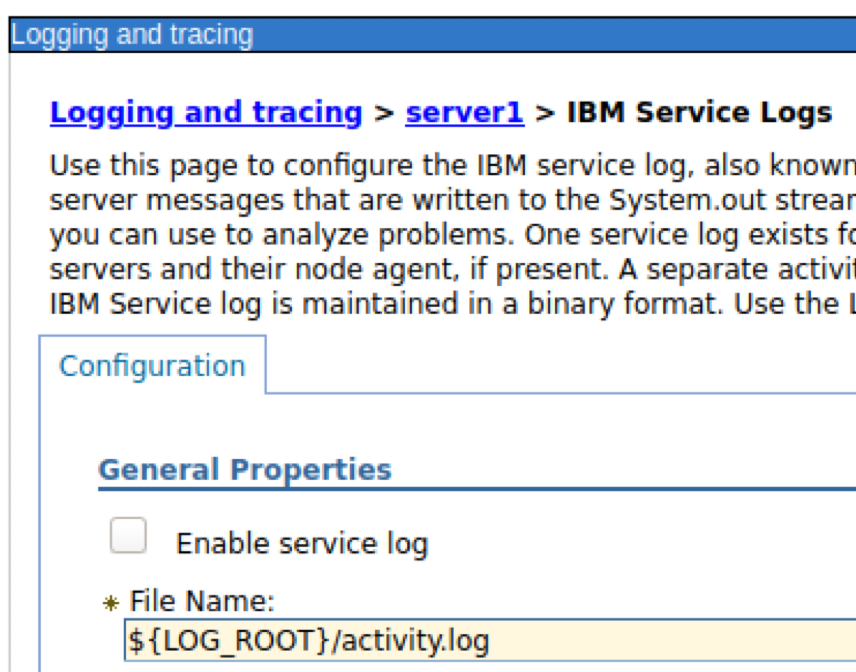 Logging and tracing
Logging and tracing > server1 > IBM Service Logs
Use this page to configure the IBM service log, also known
server messages that are written to the System.out
you can use to analyze problems. One service log exists
servers and their node agent, if present. A separate
IBM Service log is maintained in a binary format. Use the
Configuration
General Properties
Enable service log
* File Name:
${LOG_ROOT}/activity.log